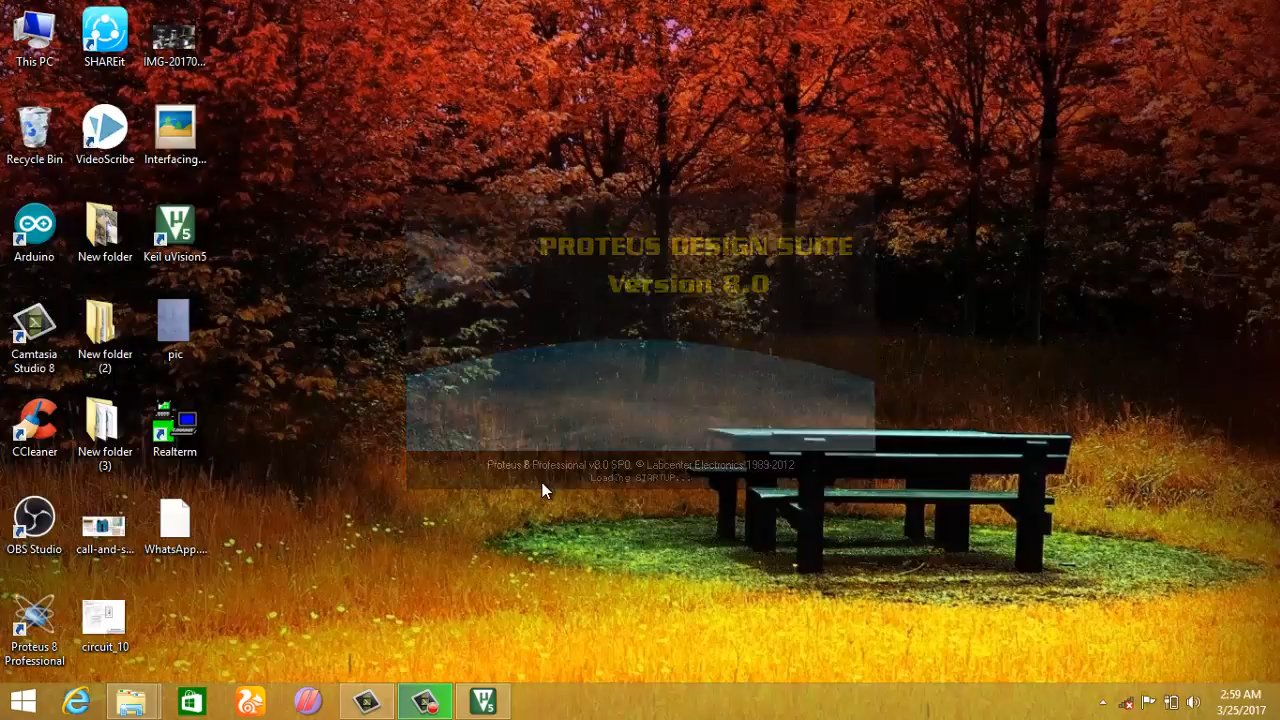 This PC
SHAREit
IMG-20170...
Recycle Bin
VideoScribe
Interfacing...
Arduino
New folder
Keil uVision5
Camtasia
Studio 8
New folder
(2)
pic
CCleaner
New folder
(3)
Realterm
OBS Studio
call-and-s...
WhatsApp....
Proteus 8
Professional
circuit_10
PROTEUS DESIGN SUITE
Version 8.0
Proteus 8 Professional v8.0 SP0. © Labcenter Electronics 1989-2012
Loading STARTUP...
2:59 AM
3/25/2017